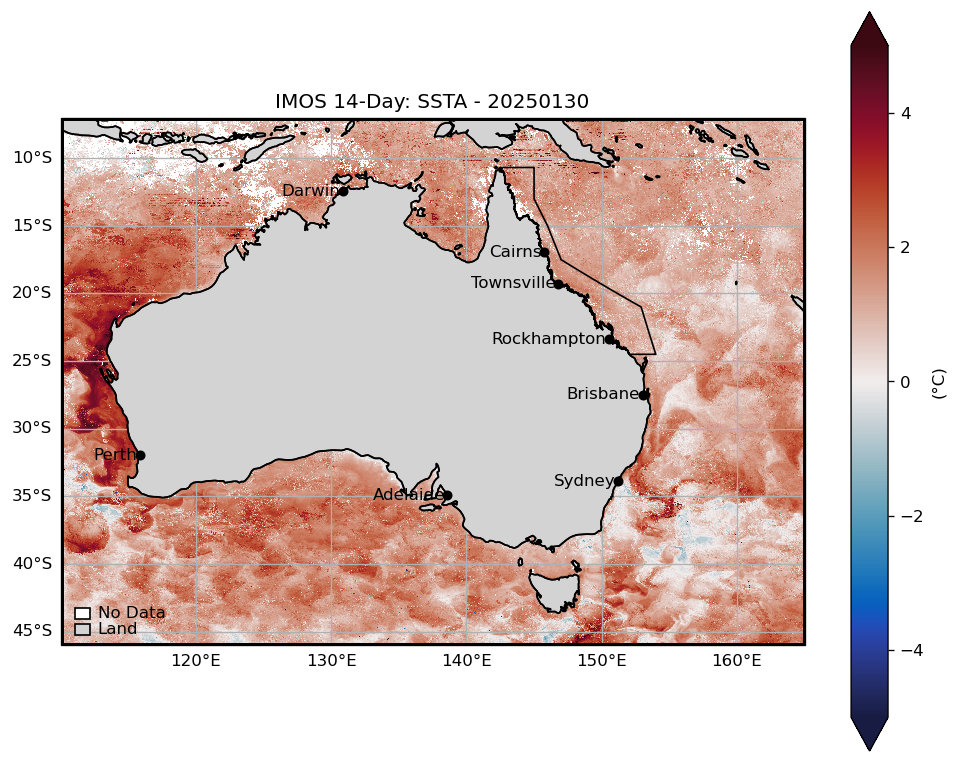 IMOS 14-Day: SSTA - 20250130
10°S
15°S
20°S
25°S
30°S
35°S
40°S
45°S
120°E
130°E
140°E
150°E
160°E
Darwin
Cairns
Townsville
Rockhampton
Brisbane
Perth
Sydney
Adelaide
No Data
Land
4
2
0
−2
−4
(°C)